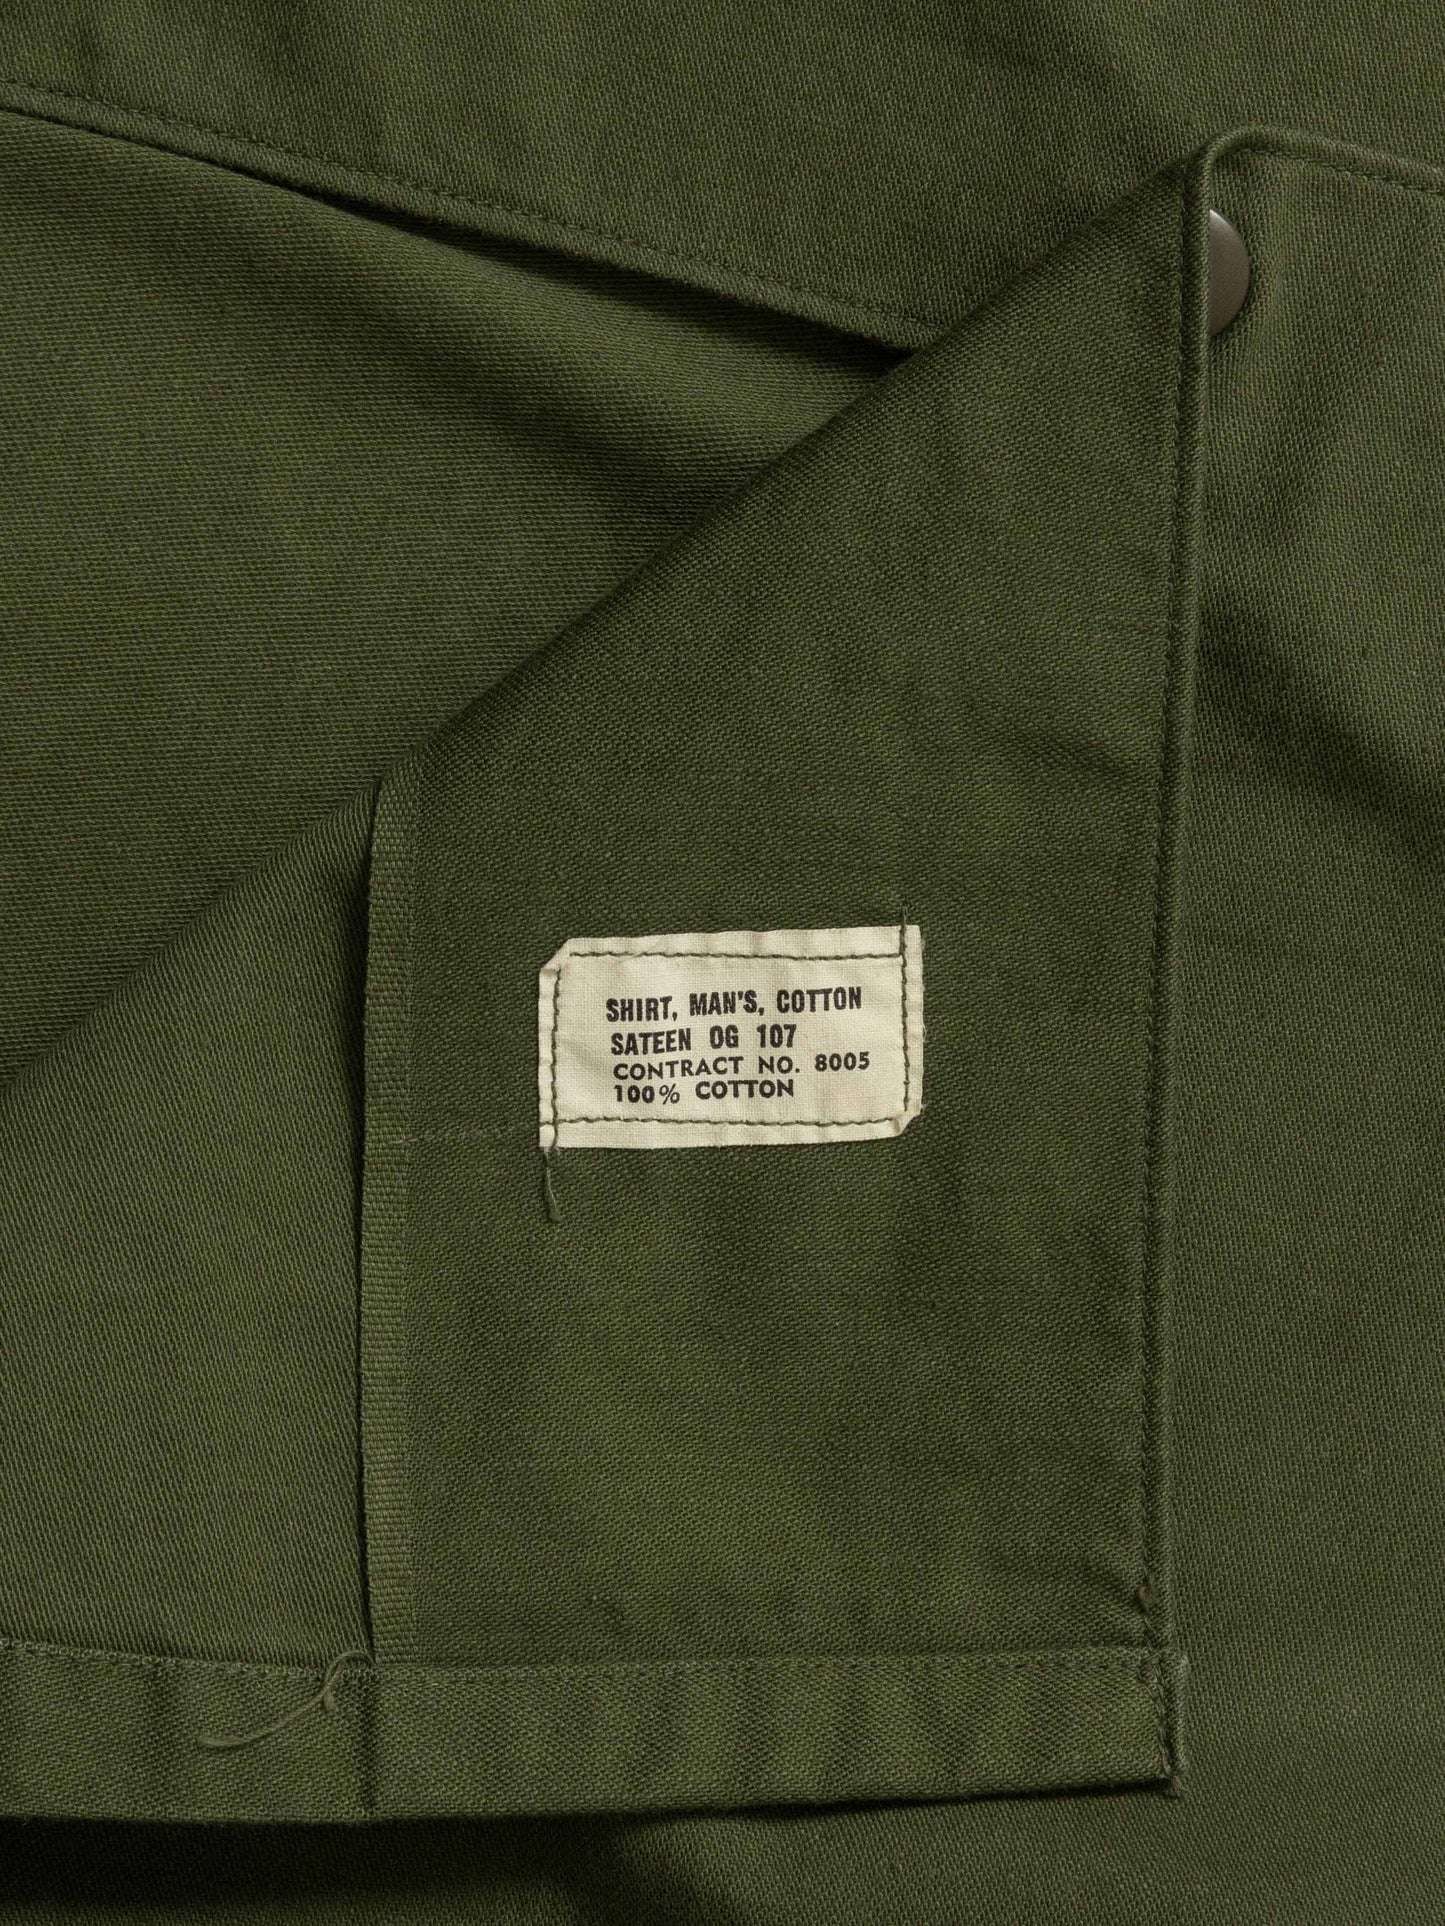 SHIRT, MAN'S, COTTON
SATEEN OG 107
CONTRACT NO. 8005
100% COTTON